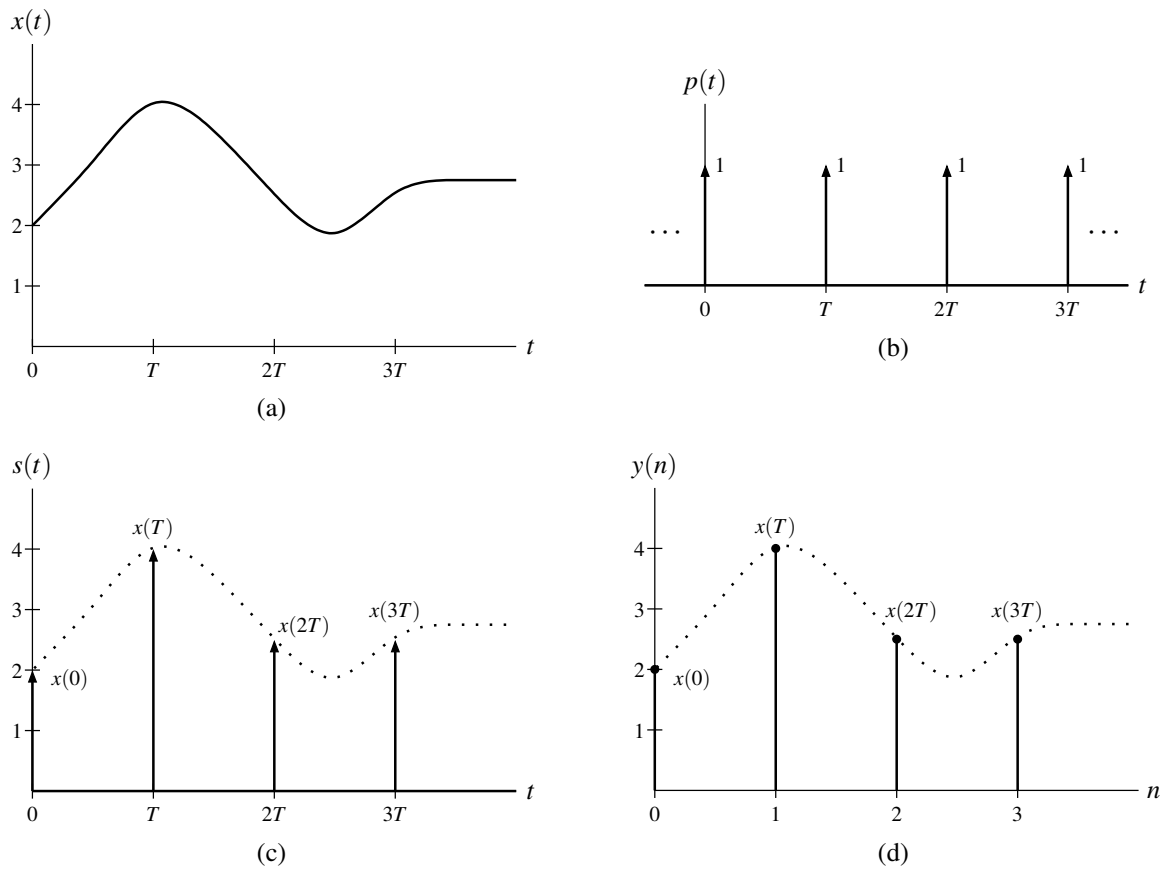 x(t)
4
3
2
1
0 T 2T 3T t
(a)
p(t)
1 1 1 1
··· ···
0 T 2T 3T t
(b)
s(t)
4
3
2
1
x(0) x(T) x(2T) x(3T)
0 T 2T 3T t
(c)
y(n)
4
3
2
1
x(0) x(T) x(2T) x(3T)
0 1 2 3 n
(d)